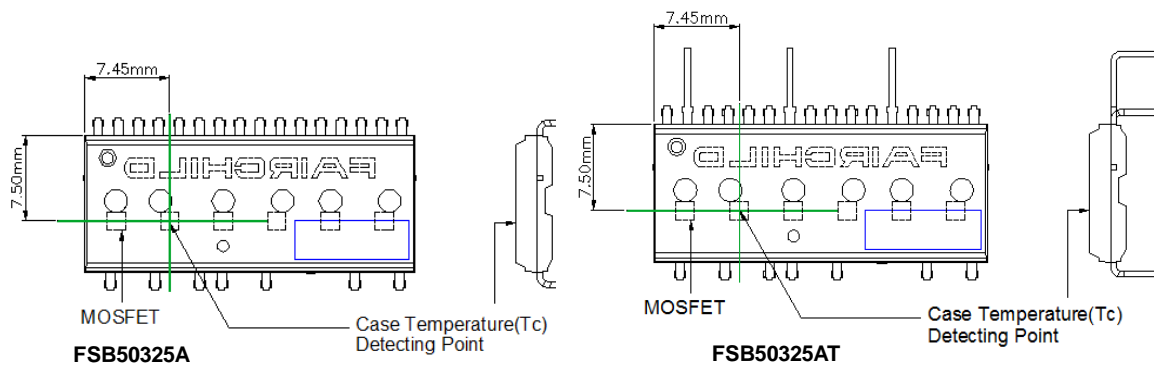 7.45mm
7.50mm
FAIRCHILD
MOSFET
Case Temperature(Tc)
Detecting Point
FSB50325A
7.45mm
7.50mm
FAIRCHILD
MOSFET
Case Temperature(Tc)
Detecting Point
FSB50325AT